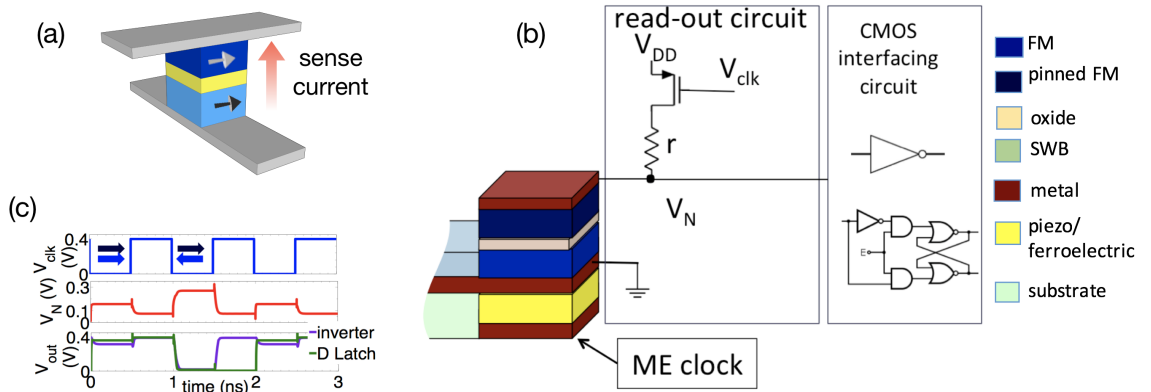 (a)
sense
current
(b)
read-out circuit
V_DD
V_clk
r
V_N
ME clock
CMOS
interfacing
circuit
E
FM
pinned FM
oxide
SWB
metal
piezo/
ferroelectric
substrate
(c)
V_clk (V)
0.4
0
V_N (V)
0.3
0.1
V_out (V)
0.4
0
inverter
D Latch
0 1 2 3
time (ns)